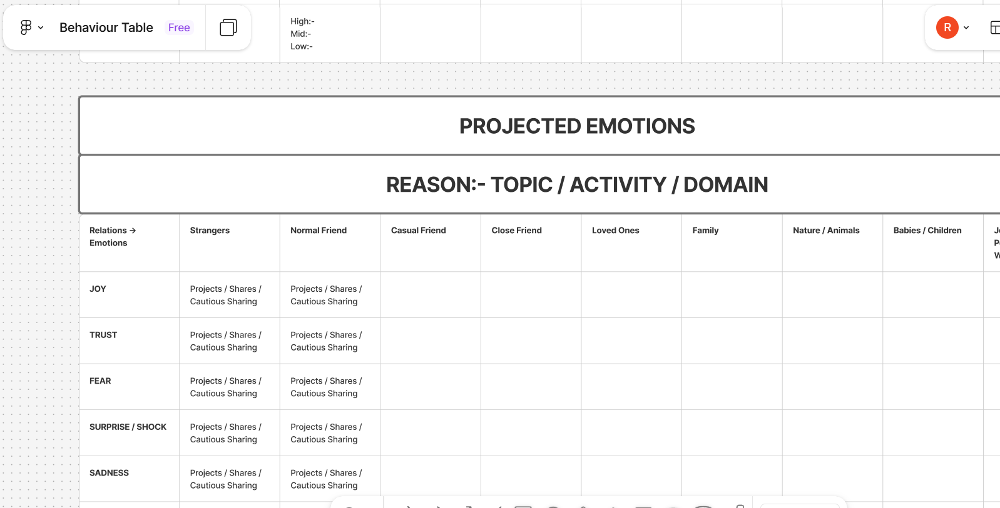 Behaviour Table Free
High:-
Mid:-
Low:-
R
PROJECTED EMOTIONS
REASON:- TOPIC / ACTIVITY / DOMAIN
Relations → Emotions
Strangers
Normal Friend
Casual Friend
Close Friend
Loved Ones
Family
Nature / Animals
Babies / Children
JOY
Projects / Shares /
Cautious Sharing
Projects / Shares /
Cautious Sharing
TRUST
Projects / Shares /
Cautious Sharing
Projects / Shares /
Cautious Sharing
FEAR
Projects / Shares /
Cautious Sharing
Projects / Shares /
Cautious Sharing
SURPRISE / SHOCK
Projects / Shares /
Cautious Sharing
Projects / Shares /
Cautious Sharing
SADNESS
Projects / Shares /
Cautious Sharing
Projects / Shares /
Cautious Sharing